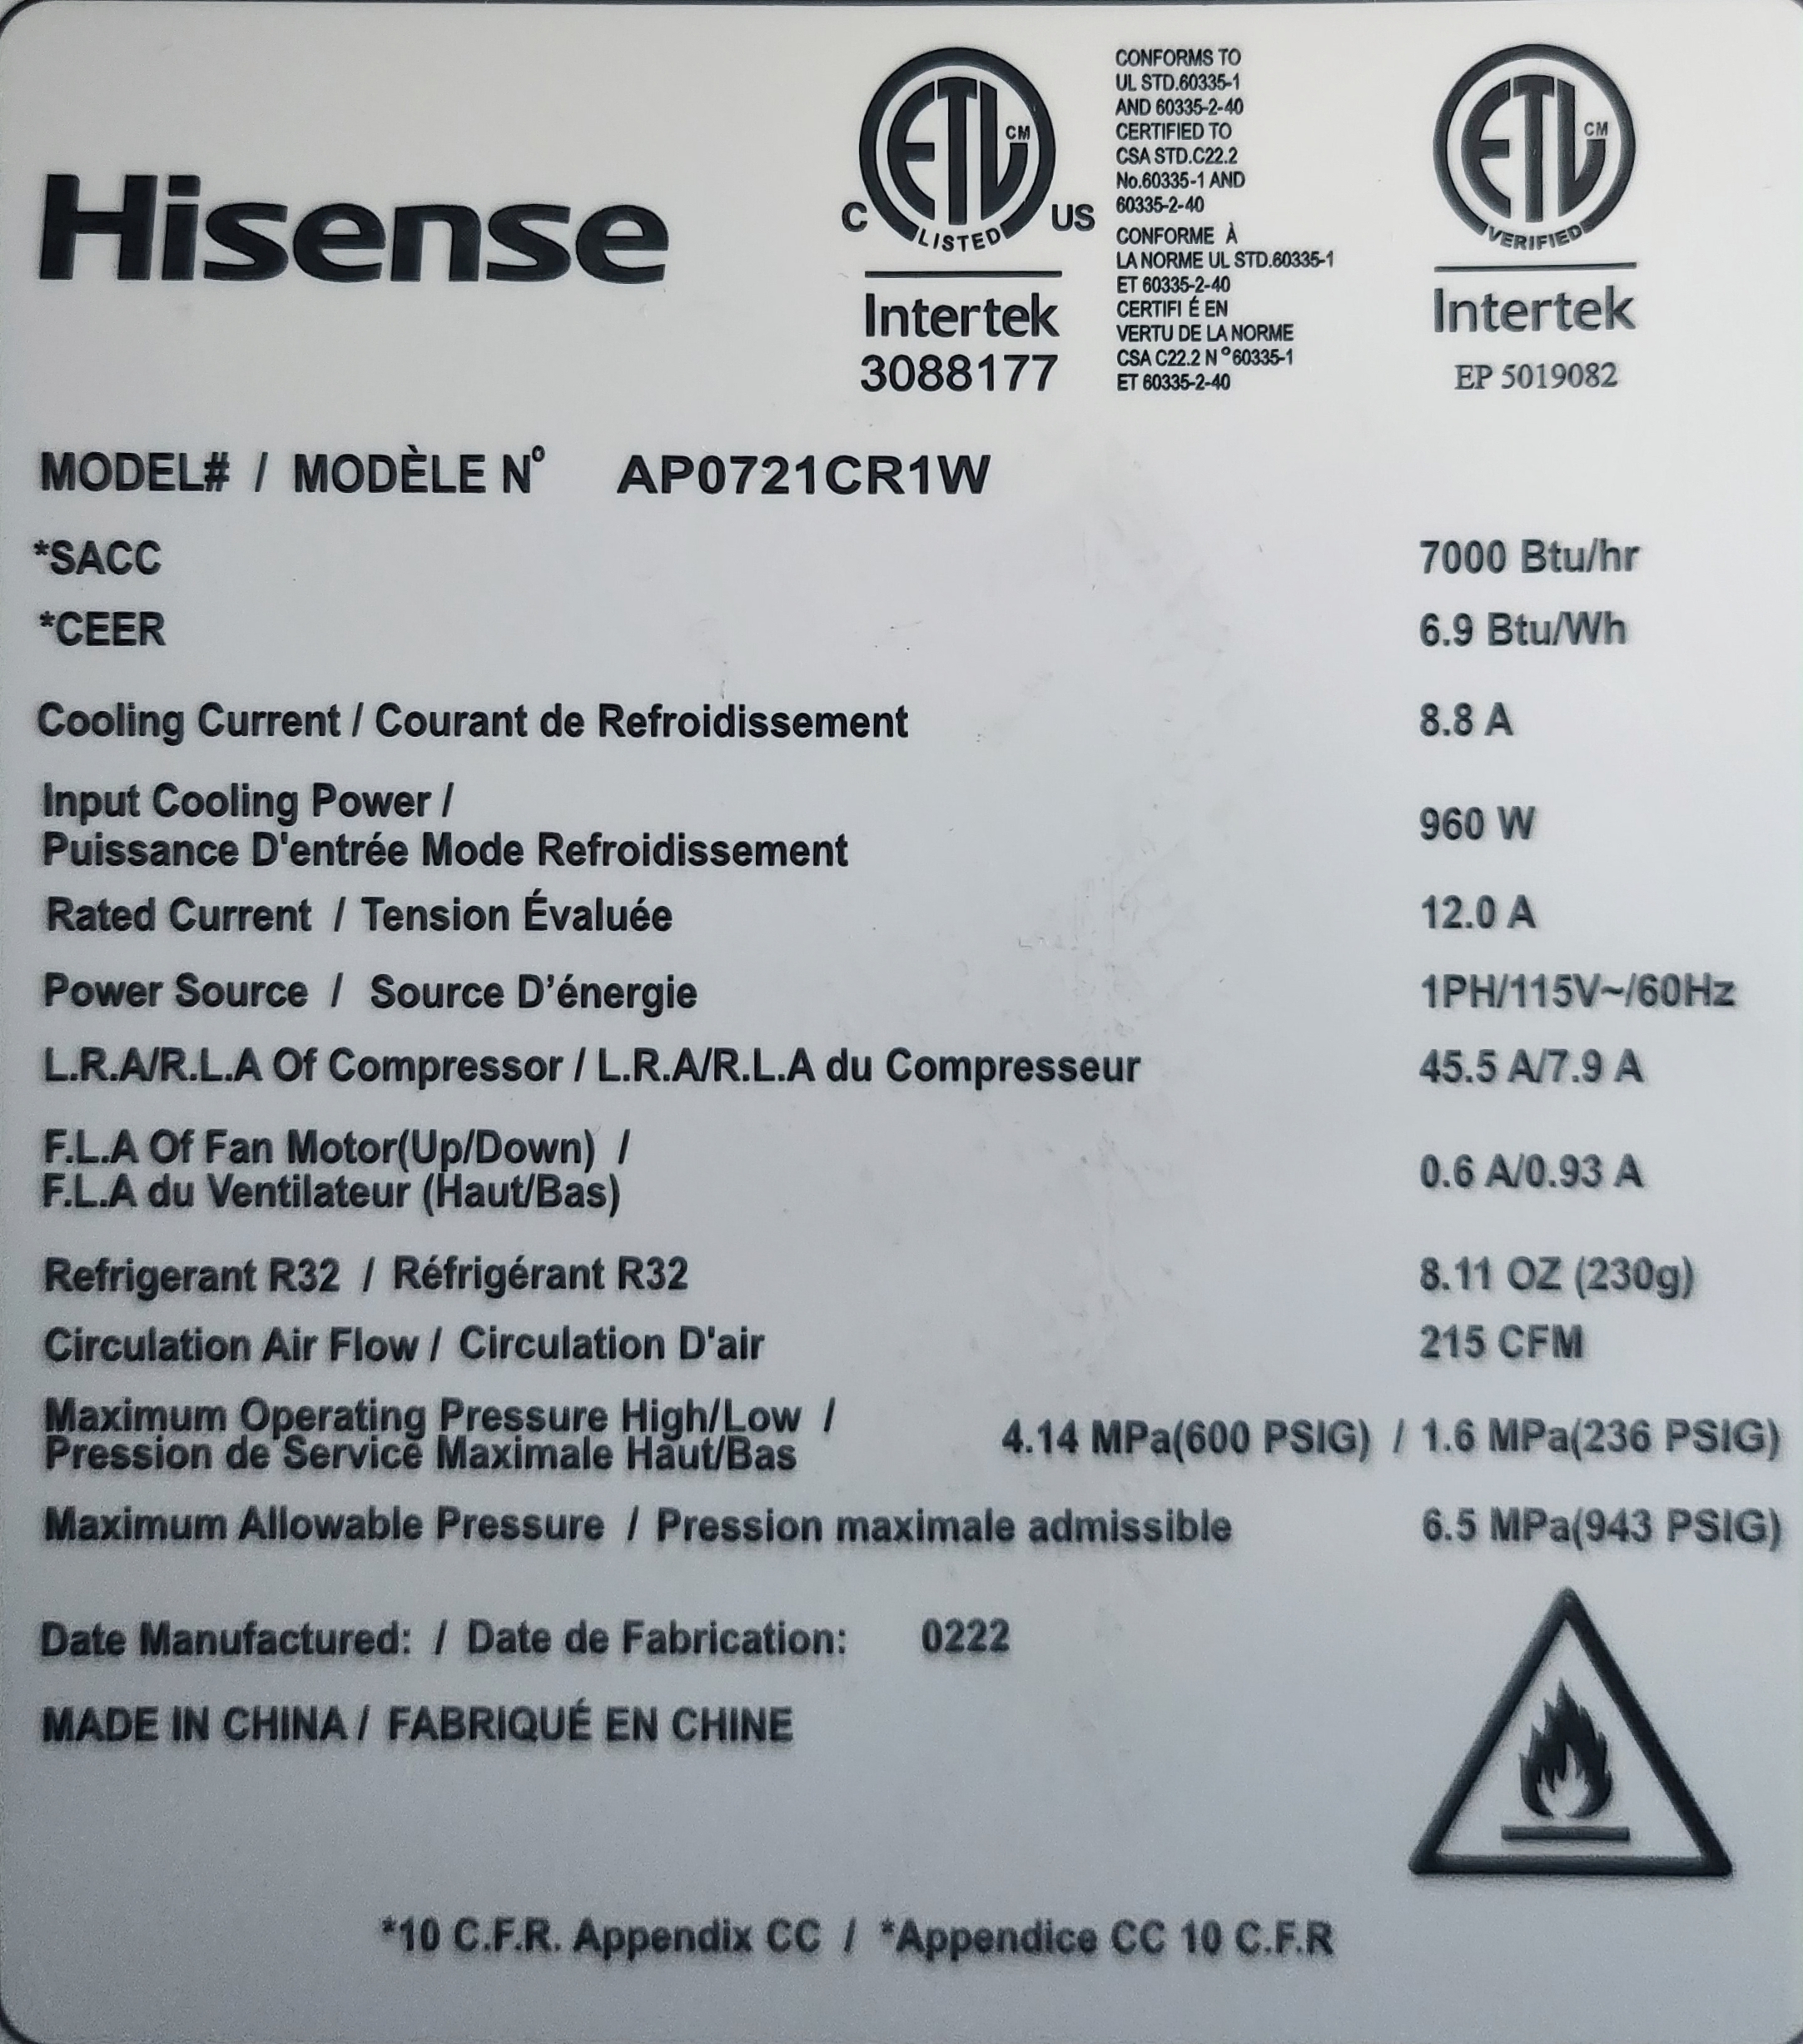 Hisense
ETL CM
C LISTED US
Intertek
3088177
CONFORMS TO
UL STD.60335-1
AND 60335-2-40
CERTIFIED TO
CSA STD.C22.2
No.60335-1 AND
60335-2-40
CONFORME À
LA NORME UL STD.60335-1
ET 60335-2-40
CERTIFI É EN
VERTU DE LA NORME
CSA C22.2 N°60335-1
ET 60335-2-40
ETL CM
VERIFIED
Intertek
EP 5019082
MODEL# / MODÈLE N° AP0721CR1W
*SACC 7000 Btu/hr
*CEER 6.9 Btu/Wh
Cooling Current / Courant de Refroidissement 8.8 A
Input Cooling Power /
Puissance D'entrée Mode Refroidissement 960 W
Rated Current / Tension Évaluée 12.0 A
Power Source / Source D’énergie 1PH/115V~/60Hz
L.R.A/R.L.A Of Compressor / L.R.A/R.L.A du Compresseur 45.5 A/7.9 A
F.L.A Of Fan Motor(Up/Down) /
F.L.A du Ventilateur (Haut/Bas) 0.6 A/0.93 A
Refrigerant R32 / Réfrigérant R32 8.11 OZ (230g)
Circulation Air Flow / Circulation D'air 215 CFM
Maximum Operating Pressure High/Low /
Pression de Service Maximale Haut/Bas 4.14 MPa(600 PSIG) / 1.6 MPa(236 PSIG)
Maximum Allowable Pressure / Pression maximale admissible 6.5 MPa(943 PSIG)
Date Manufactured: / Date de Fabrication: 0222
MADE IN CHINA / FABRIQUÉ EN CHINE
*10 C.F.R. Appendix CC / *Appendice CC 10 C.F.R